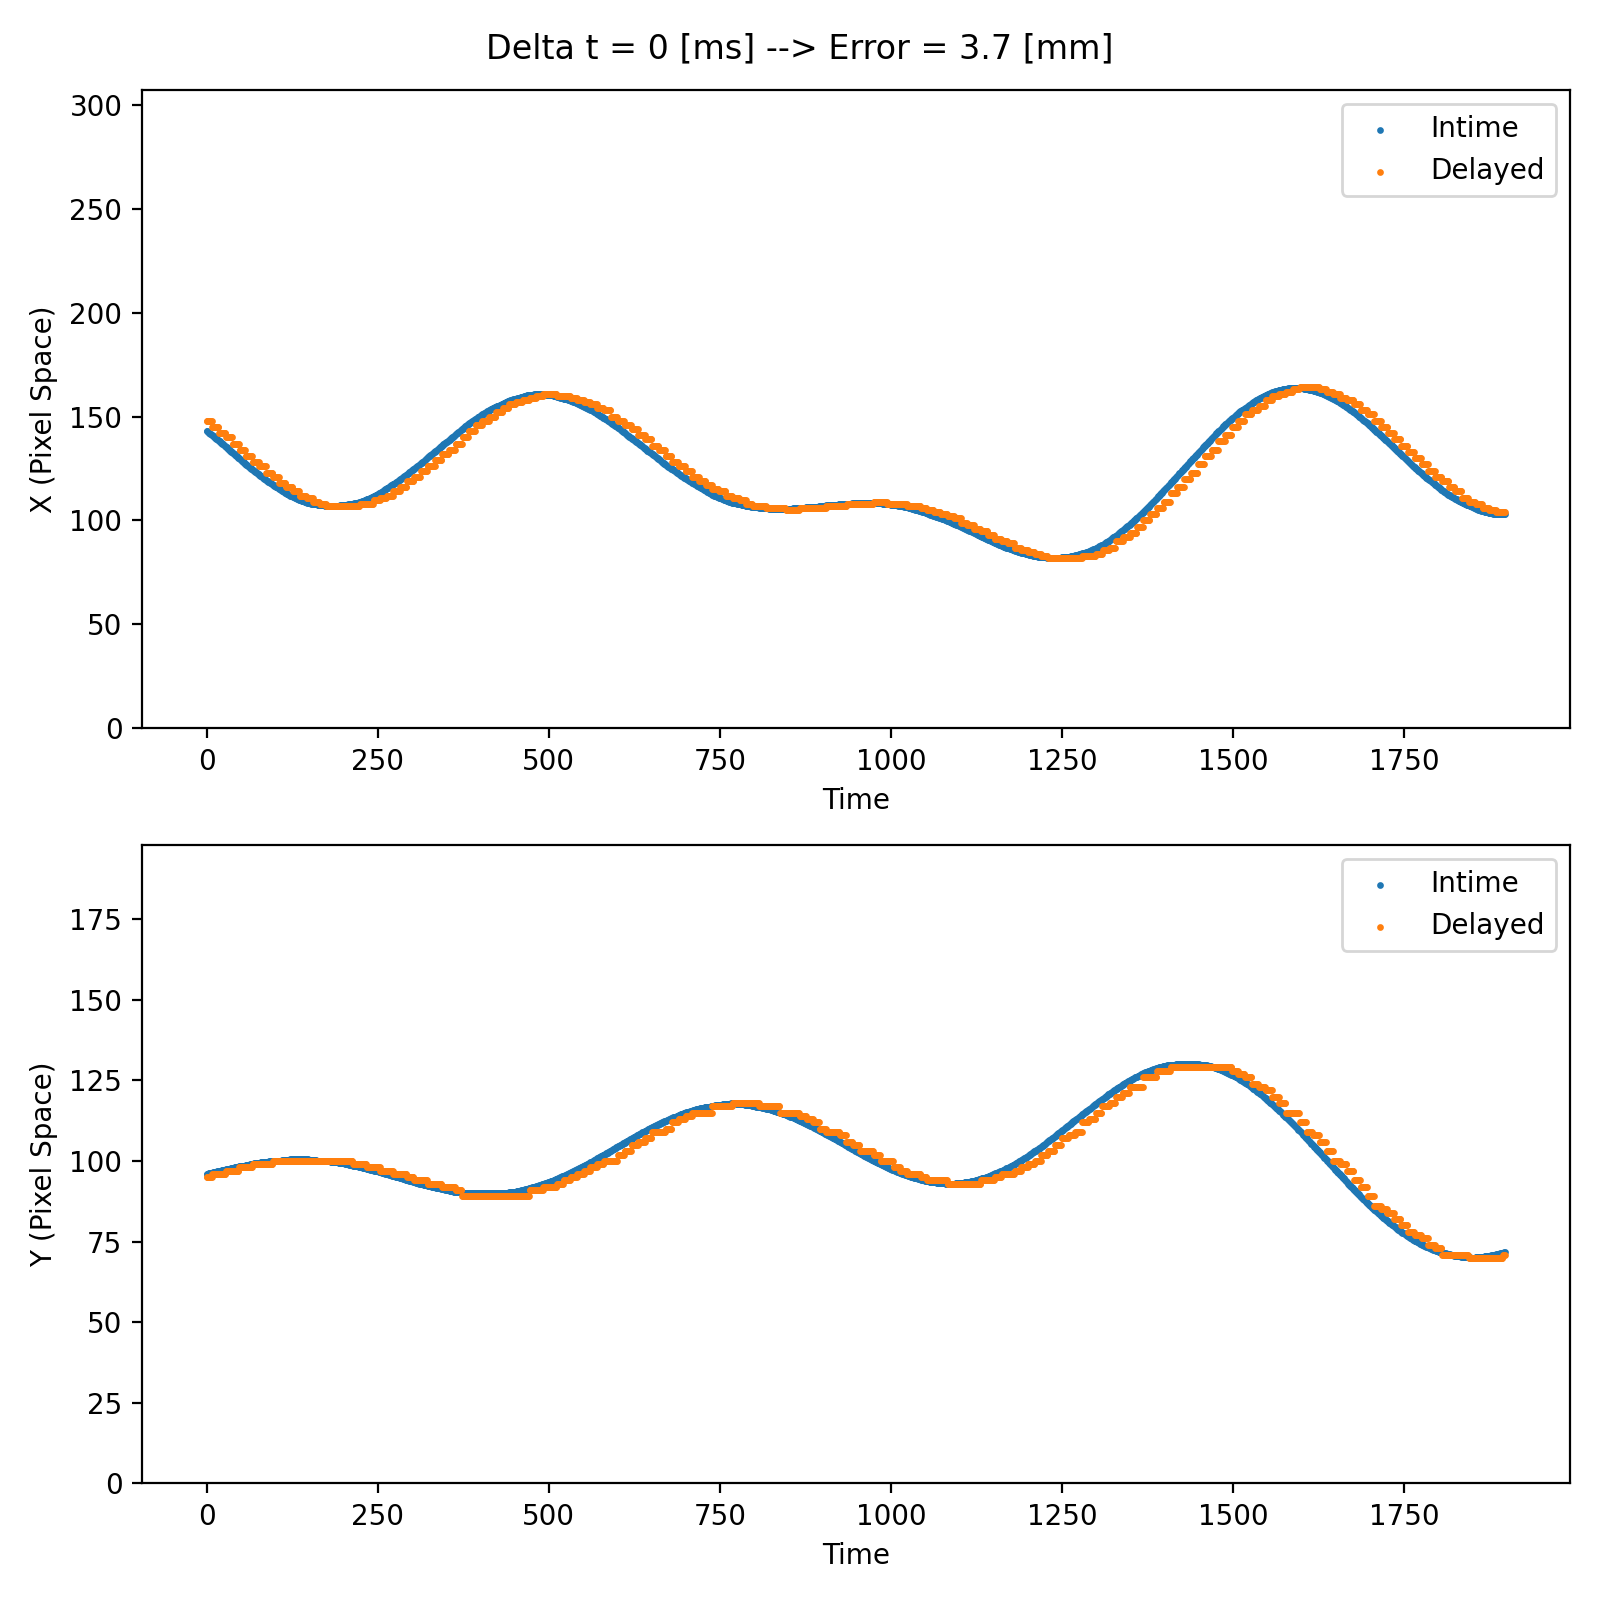 Delta t = 0 [ms] --> Error = 3.7 [mm]
300
250
200
150
100
50
0
X (Pixel Space)
Intime
Delayed
0 250 500 750 1000 1250 1500 1750
Time
175
150
125
100
75
50
25
0
Y (Pixel Space)
Intime
Delayed
0 250 500 750 1000 1250 1500 1750
Time